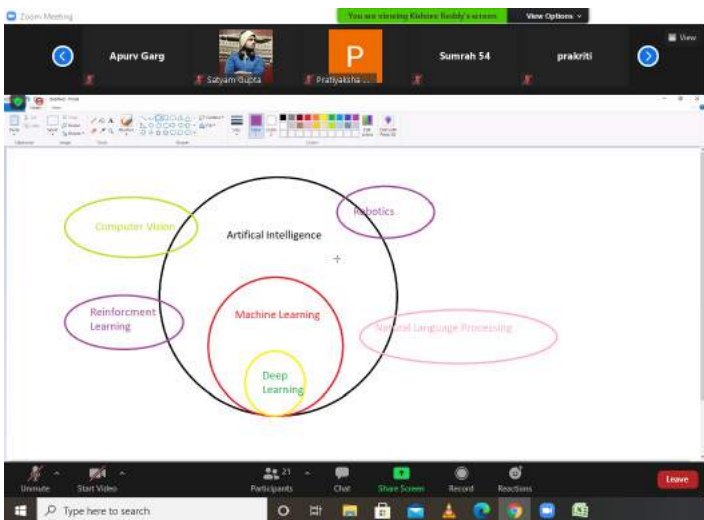 Zoom Meeting
You are viewing Kishore Reddy's screen
View Options
View
Apurv Garg
Satyam Gupta
P
Pratiyaksha ...
Sumrah 54
prakriti
Computer Vision
Robotics
Artifical Intelligence
Reinforcment
Learning
Machine Learning
Natural Language Processing
Deep
Learning
Unmute
Start Video
21
Participants
Chat
Share Screen
Record
Reactions
Leave
Type here to search